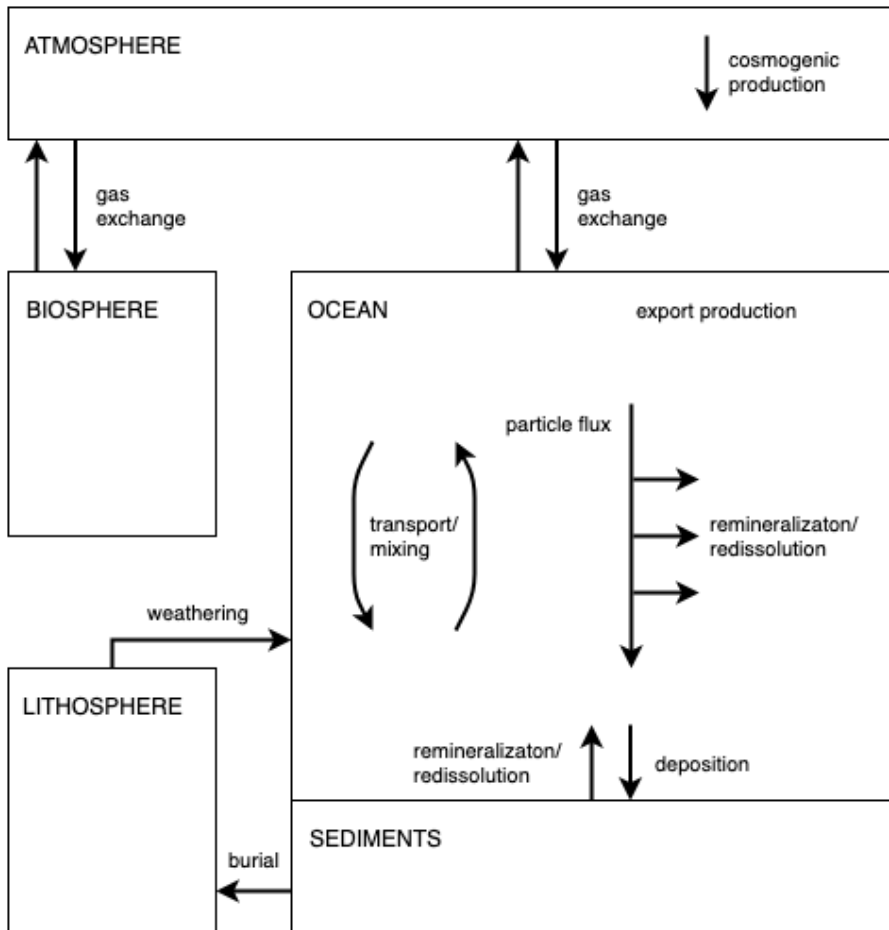 ATMOSPHERE
cosmogenic
production
gas
exchange
gas
exchange
BIOSPHERE
OCEAN
export production
particle flux
transport/
mixing
remineralizaton/
redissolution
weathering
LITHOSPHERE
remineralizaton/
redissolution
deposition
SEDIMENTS
burial